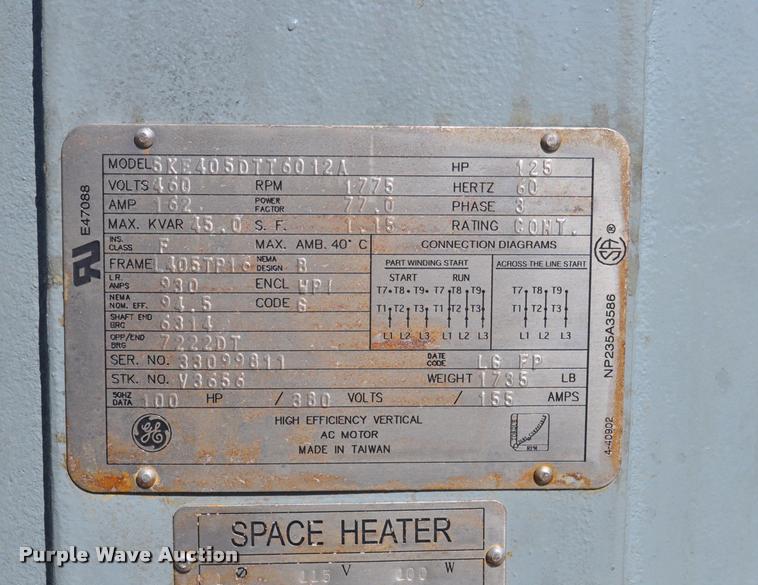 MODEL 5KE405DTT6012A HP 125
VOLTS 460 RPM 1775 HERTZ 60
AMP 162. POWER FACTOR 77.0 PHASE 3
MAX. KVAR 45.0 S. F. 1.15 RATING CONT.
INS. CLASS F MAX. AMB. 40° C CONNECTION DIAGRAMS
FRAME L405TP16 NEMA DESIGN B
L.R. AMPS 930 ENCL WPI
NEMA NOM. EFF. 94.5 CODE G
SHAFT END BRG 6314
OPP/END BRG 7222DT
PART WINDING START ACROSS THE LINE START
START RUN
T7 T8 T9 T7 T8 T9 T7 T8 T9
T1 T2 T3 T1 T2 T3 T1 T2 T3
L1 L2 L3 L1 L2 L3 L1 L2 L3
SER. NO. 33099811 DATE CODE LG FP
STK. NO. V3656 WEIGHT 1735 LB
50HZ DATA 100 HP / 380 VOLTS / 155 AMPS
GE
HIGH EFFICIENCY VERTICAL
AC MOTOR
MADE IN TAIWAN
E47088
SA ®
NP235A3586
4-40902
SPACE HEATER
115 V 100 W
Purple Wave Auction